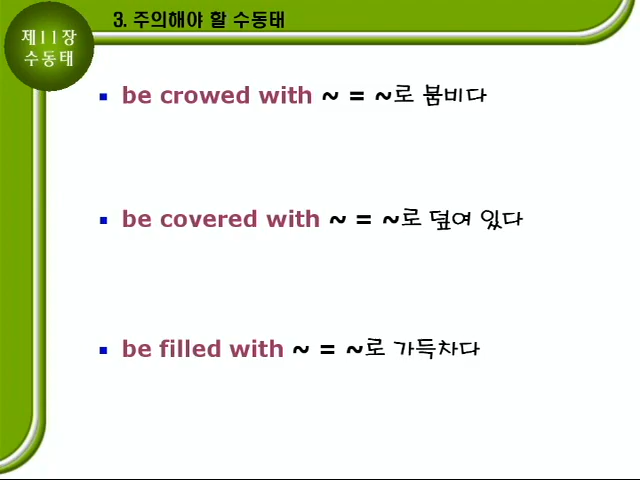 3. 주의해야 할 수동태
제11장
수동태
be crowed with ~ = ~로 붐비다
be covered with ~ = ~로 덮여 있다
be filled with ~ = ~로 가득차다